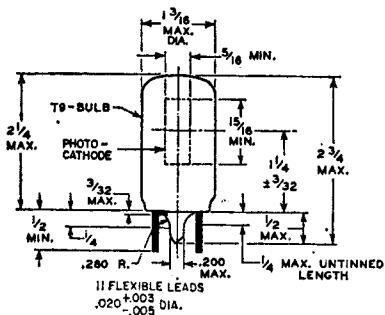 1 3/16
MAX.
DIA.
5/16 MIN.
T9-BULB
2 1/4
MAX.
PHOTO-
CATHODE
15/16
MIN.
1 1/4
± 3/32
2 3/4
MAX.
3/32
MAX.
1/2
MIN.
1/4
1/2
MAX.
.280 R.
.200
MAX.
1/4 MAX. UNTINNED
LENGTH
11 FLEXIBLE LEADS
.020 +.003 -.005 DIA.